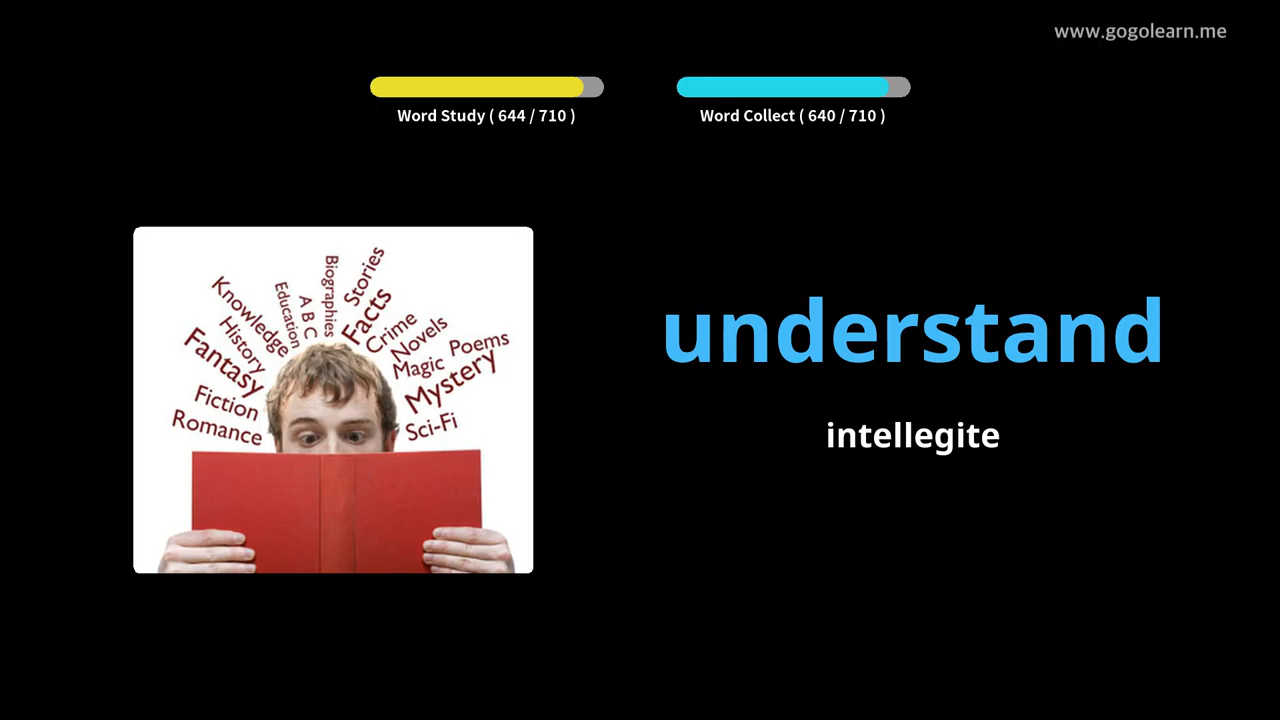 www.gogolearn.me
Word Study ( 644 / 710 )
Word Collect ( 640 / 710 )
understand
intellegite
Stories
Biographies
Facts
Education
A B C
Knowledge
Crime
History
Novels
Poems
Fantasy
Magic
Mystery
Fiction
Romance
Sci-Fi